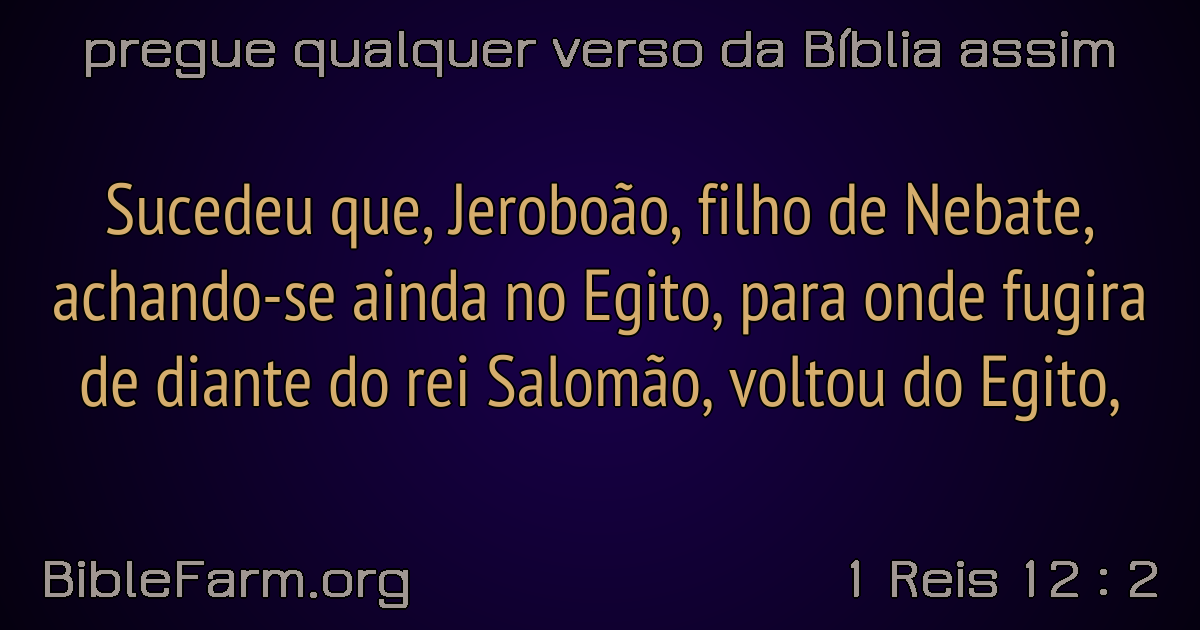 pregue qualquer verso da Bíblia assim
Sucedeu que, Jeroboão, filho de Nebate,
achando-se ainda no Egito, para onde fugira
de diante do rei Salomão, voltou do Egito,
BibleFarm.org
1 Reis 12 : 2